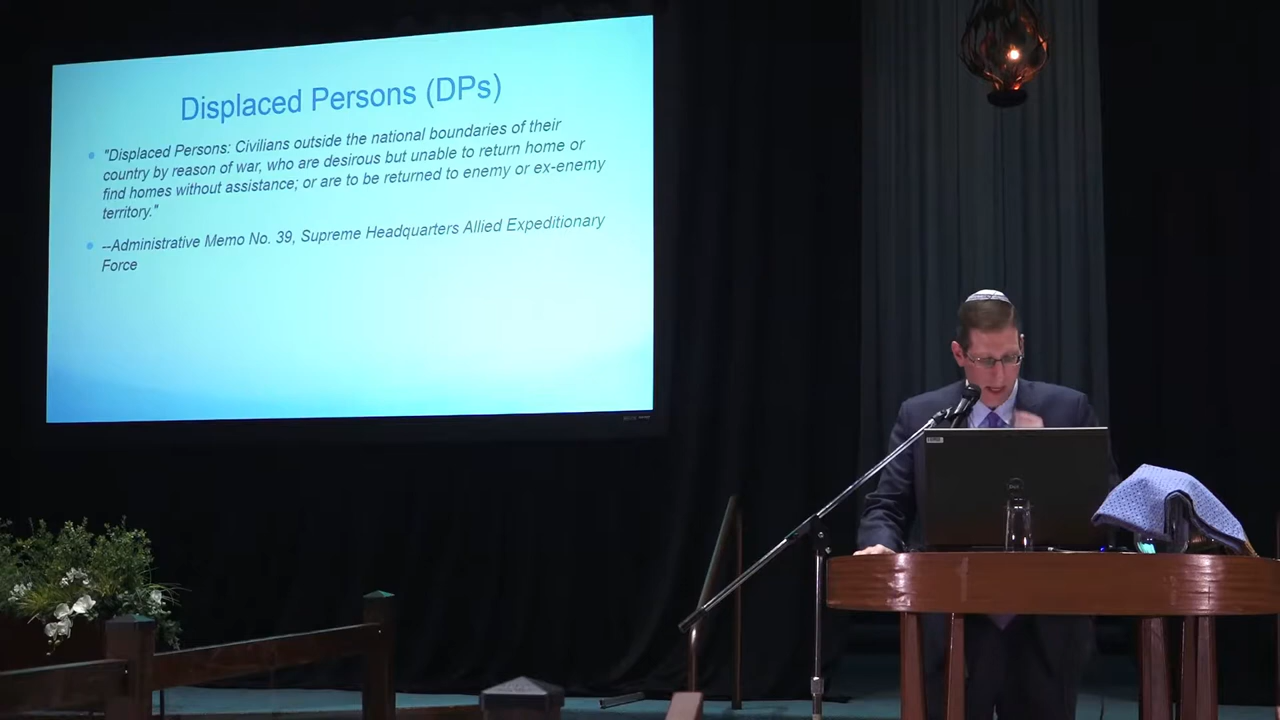 Displaced Persons (DPs)
"Displaced Persons: Civilians outside the national boundaries of their
country by reason of war, who are desirous but unable to return home or
find homes without assistance; or are to be returned to enemy or ex-enemy
territory."
--Administrative Memo No. 39, Supreme Headquarters Allied Expeditionary
Force